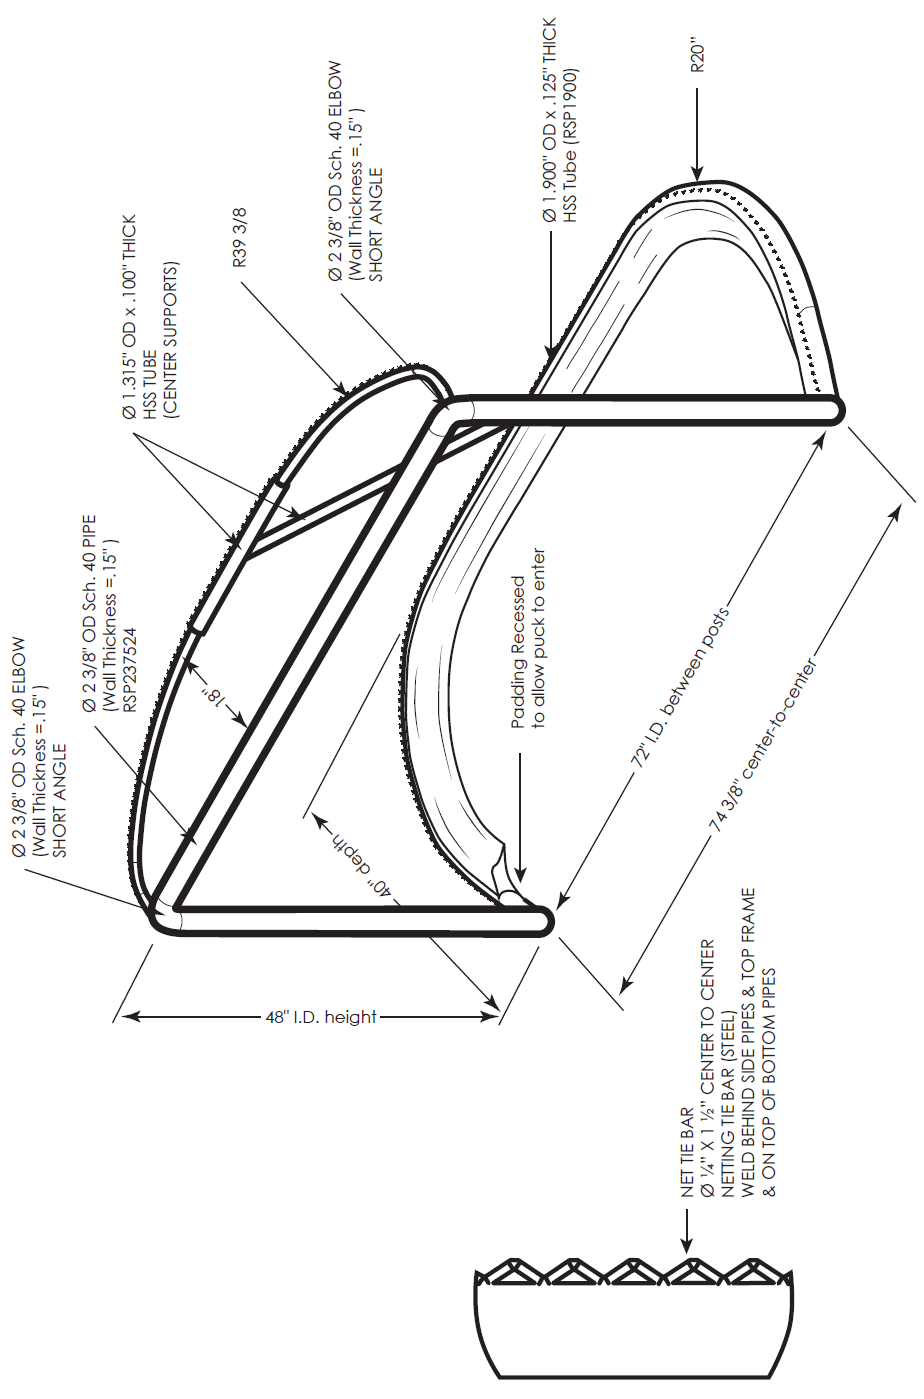 Ø 2 3/8" OD Sch. 40 ELBOW
(Wall Thickness =.15" )
SHORT ANGLE
Ø 2 3/8" OD Sch. 40 PIPE
(Wall Thickness =.15" )
RSP237524
Ø 1.315" OD x .100" THICK
HSS TUBE
(CENTER SUPPORTS)
R39 3/8
Ø 2 3/8" OD Sch. 40 ELBOW
(Wall Thickness =.15" )
SHORT ANGLE
Ø 1.900" OD x .125" THICK
HSS Tube (RSP1900)
R20"
18"
40" depth
Padding Recessed
to allow puck to enter
72" I.D. between posts
74 3/8" center-to-center
48" I.D. height
NET TIE BAR
Ø ¼" X 1 ½" CENTER TO CENTER
NETTING TIE BAR (STEEL)
WELD BEHIND SIDE PIPES & TOP FRAME
& ON TOP OF BOTTOM PIPES